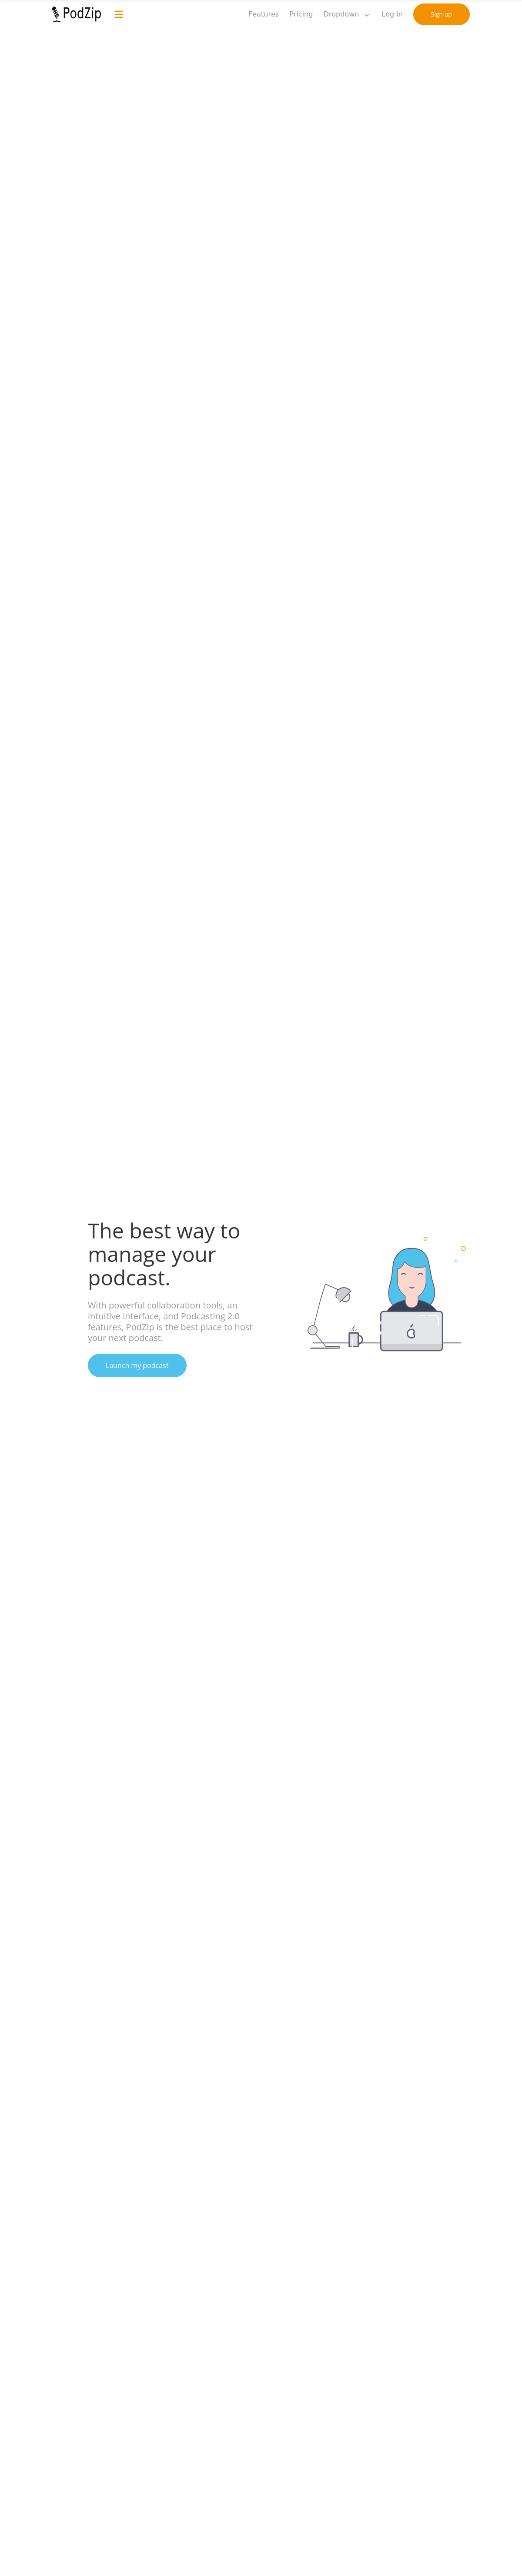 PodZip
Features Pricing Dropdown Log in Sign up
The best way to
manage your
podcast.
With powerful collaboration tools, an
intuitive interface, and Podcasting 2.0
features, PodZip is the best place to host
your next podcast.
Launch my podcast